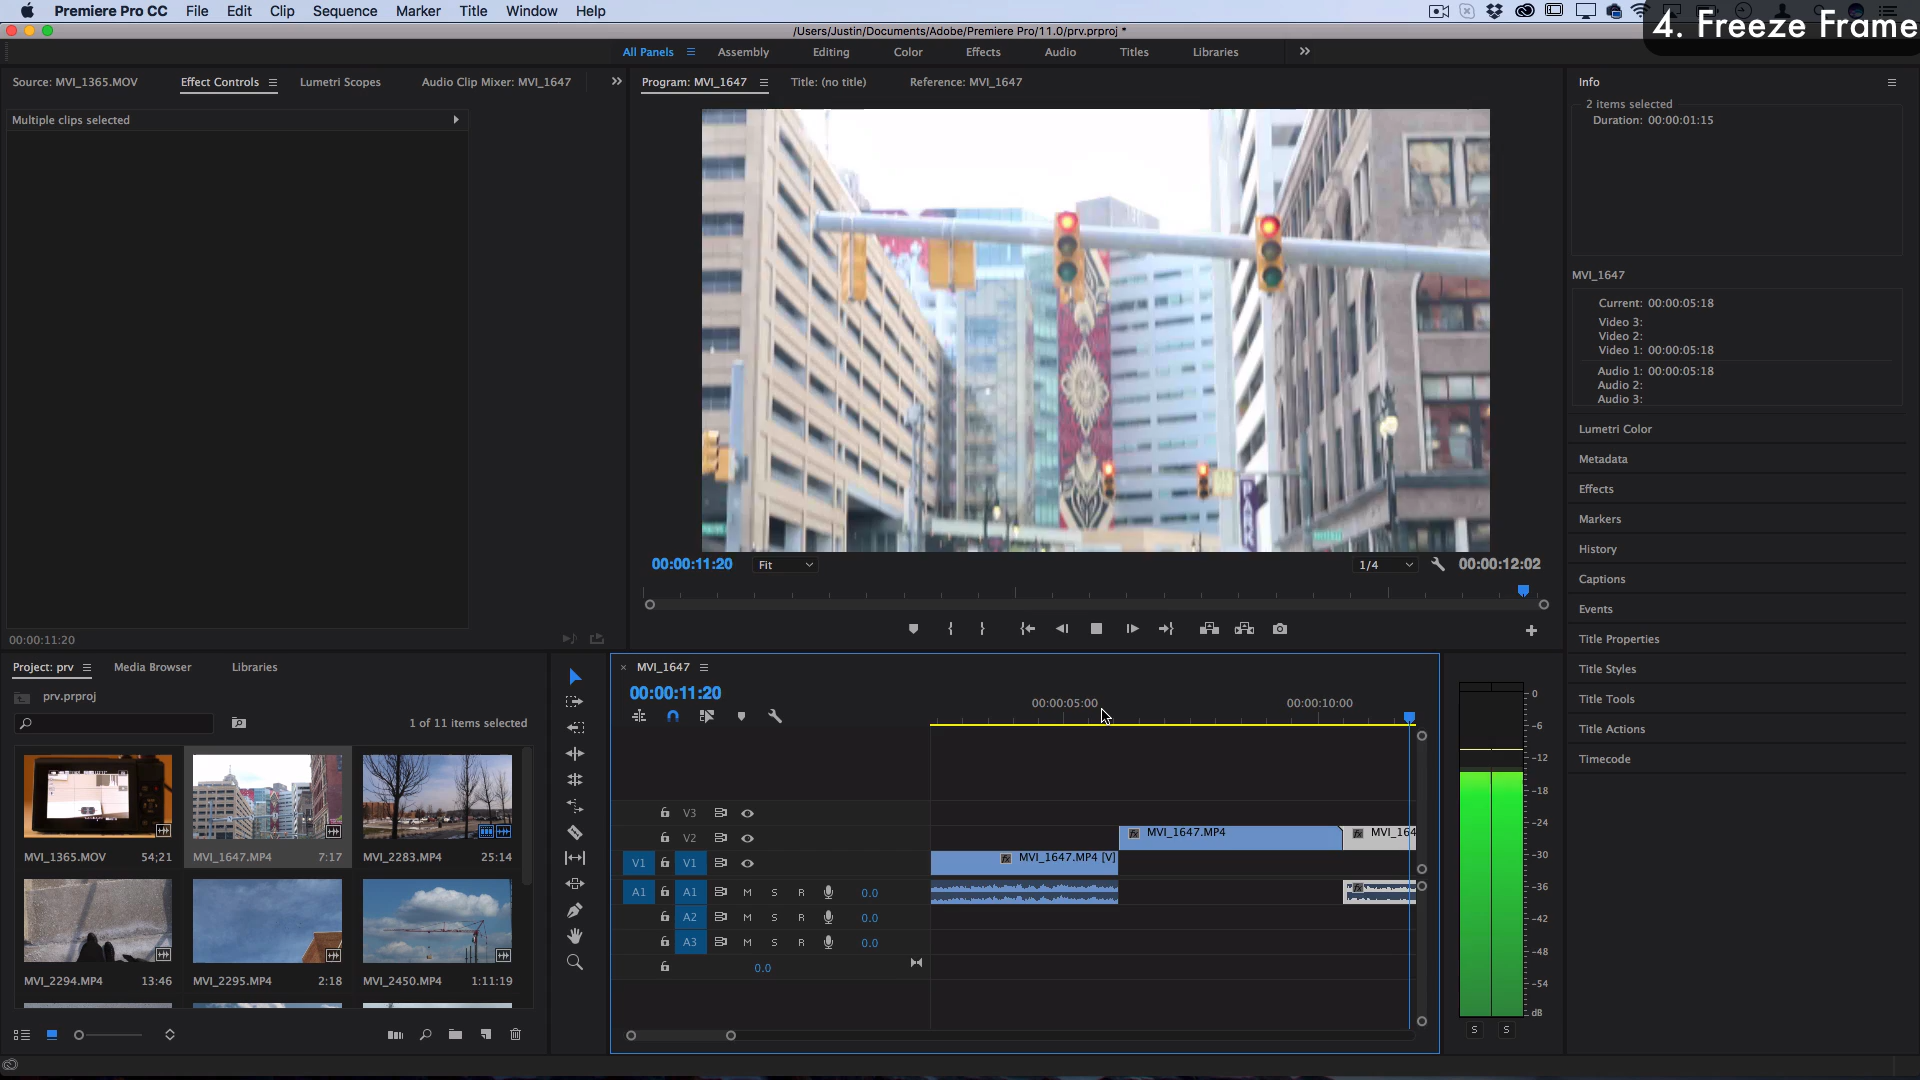 Premiere Pro CC File Edit Clip Sequence Marker Title Window Help
4. Freeze Frame
/Users/Justin/Documents/Adobe/Premiere Pro/11.0/prv.prproj *
All Panels Assembly Editing Color Effects Audio Titles Libraries
Source: MVI_1365.MOV Effect Controls Lumetri Scopes Audio Clip Mixer: MVI_1647
Multiple clips selected
00:00:11:20
Program: MVI_1647 Title: (no title) Reference: MVI_1647
PARK
00:00:11:20 Fit 1/4 00:00:12:02
Info
2 items selected
Duration: 00:00:01:15
MVI_1647
Current: 00:00:05:18
Video 3:
Video 2:
Video 1: 00:00:05:18
Audio 1: 00:00:05:18
Audio 2:
Audio 3:
Lumetri Color
Metadata
Effects
Markers
History
Captions
Events
Title Properties
Title Styles
Title Tools
Title Actions
Timecode
Project: prv Media Browser Libraries
prv.prproj
1 of 11 items selected
MVI_1365.MOV 54;21
MVI_1647.MP4 7:17
MVI_2283.MP4 25:14
MVI_2294.MP4 13:46
MVI_2295.MP4 2:18
MVI_2450.MP4 1:11:19
MVI_1647
00:00:11:20
00:00:05:00 00:00:10:00
V3
V2 MVI_1647.MP4 MVI_164
V1 V1 MVI_1647.MP4 [V]
A1 A1 M S R 0.0
A2 M S R 0.0
A3 M S R 0.0
0.0
0
-6
-12
-18
-24
-30
-36
-42
-48
-54
dB
S S